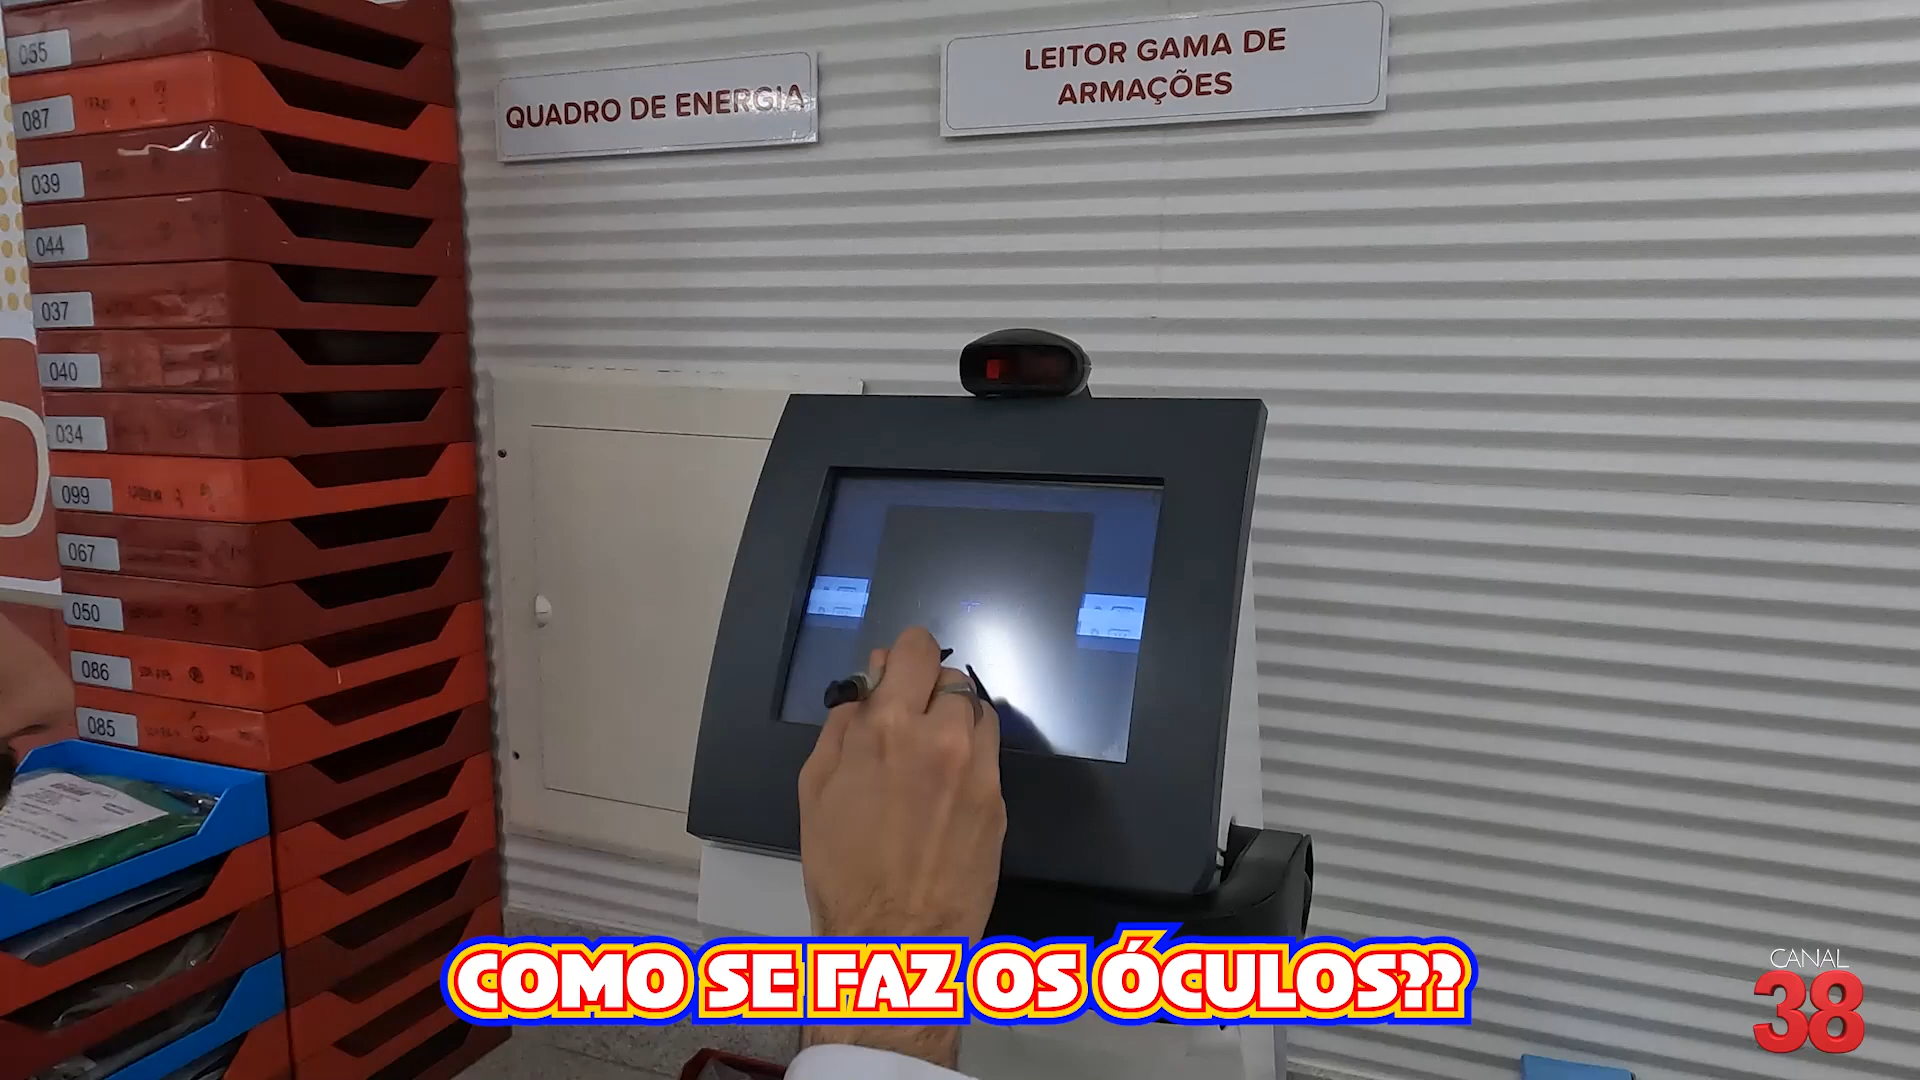 055
087
039
044
037
040
034
099
067
050
086
085
QUADRO DE ENERGIA
LEITOR GAMA DE
ARMAÇÕES
COMO SE FAZ OS ÓCULOS??
CANAL
38